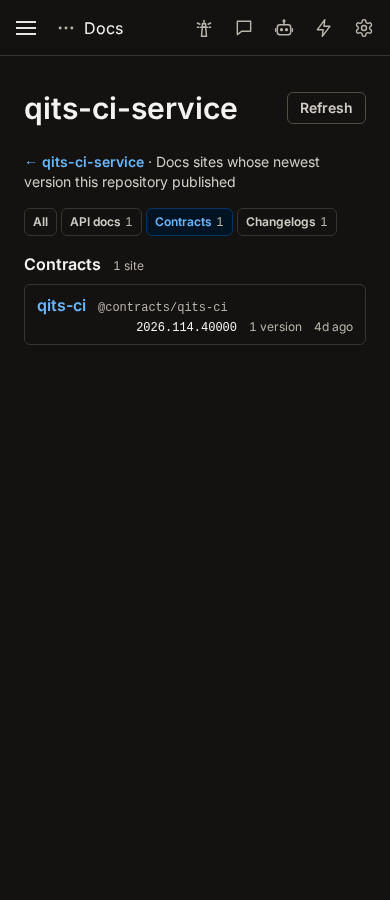 Docs
qits-ci-service
Refresh
← qits-ci-service · Docs sites whose newest
version this repository published
All
API docs 1
Contracts 1
Changelogs 1
Contracts 1 site
qits-ci @contracts/qits-ci
2026.114.40000 1 version 4d ago